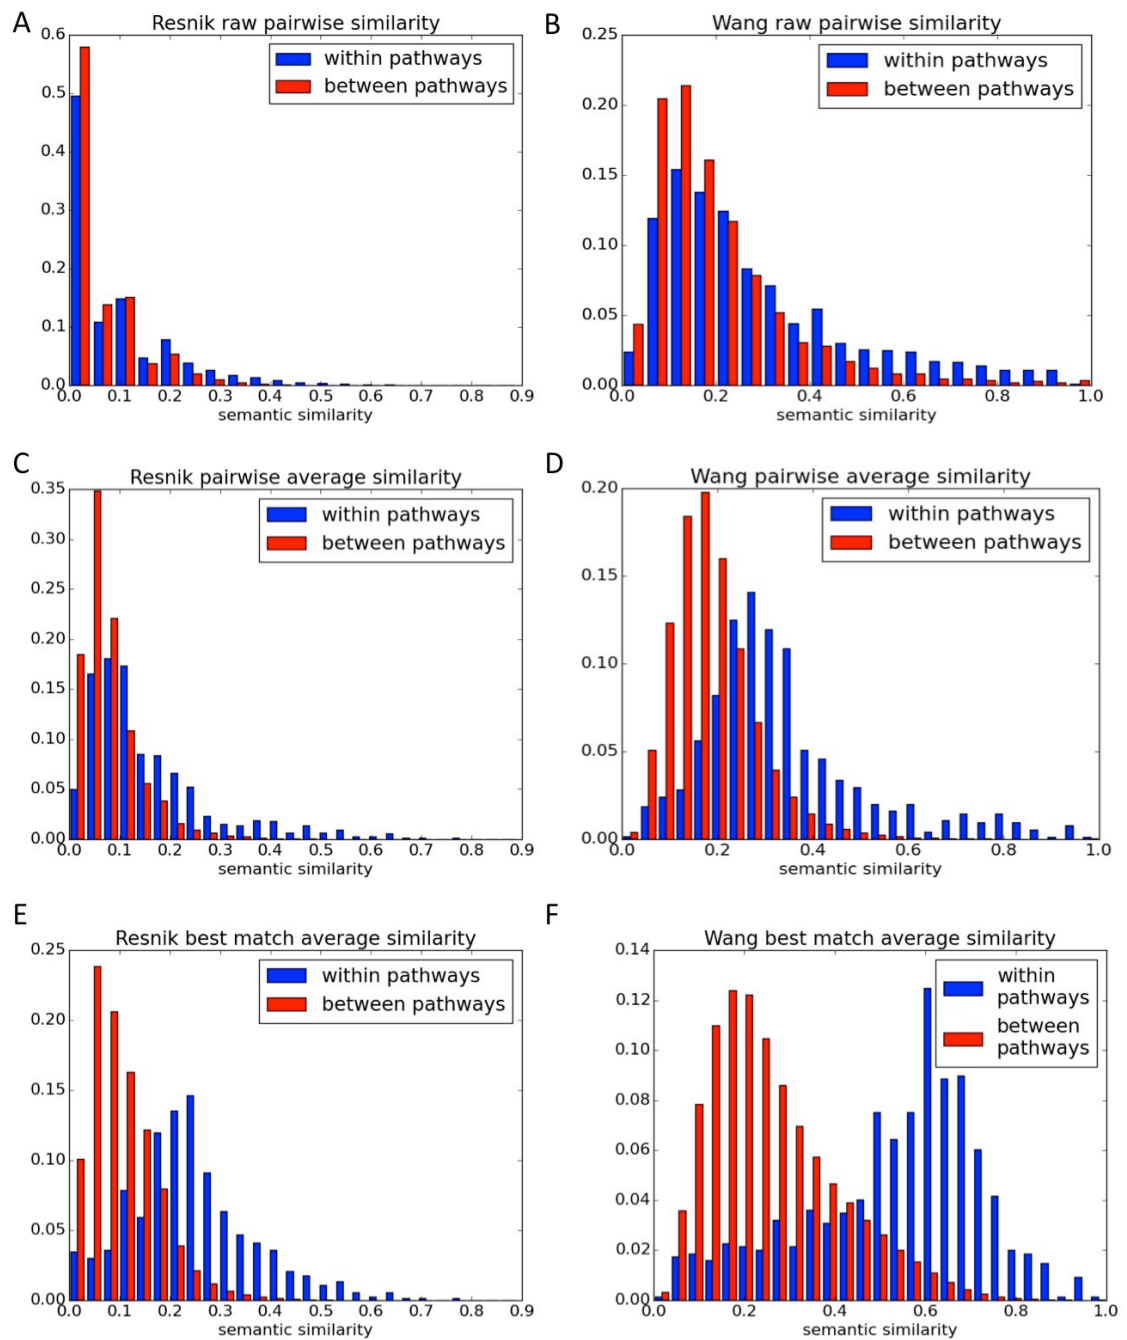 A
Resnik raw pairwise similarity
0.6
0.5
0.4
0.3
0.2
0.1
0.0
within pathways
between pathways
0.0 0.1 0.2 0.3 0.4 0.5 0.6 0.7 0.8 0.9
semantic similarity
B
Wang raw pairwise similarity
0.25
0.20
0.15
0.10
0.05
0.00
within pathways
between pathways
0.0 0.2 0.4 0.6 0.8 1.0
semantic similarity
C
Resnik pairwise average similarity
0.35
0.30
0.25
0.20
0.15
0.10
0.05
0.00
within pathways
between pathways
0.0 0.1 0.2 0.3 0.4 0.5 0.6 0.7 0.8 0.9
semantic similarity
D
Wang pairwise average similarity
0.20
0.15
0.10
0.05
0.00
within pathways
between pathways
0.0 0.2 0.4 0.6 0.8 1.0
semantic similarity
E
Resnik best match average similarity
0.25
0.20
0.15
0.10
0.05
0.00
within pathways
between pathways
0.0 0.1 0.2 0.3 0.4 0.5 0.6 0.7 0.8 0.9
semantic similarity
F
Wang best match average similarity
0.14
0.12
0.10
0.08
0.06
0.04
0.02
0.00
within
pathways
between
pathways
0.0 0.2 0.4 0.6 0.8 1.0
semantic similarity